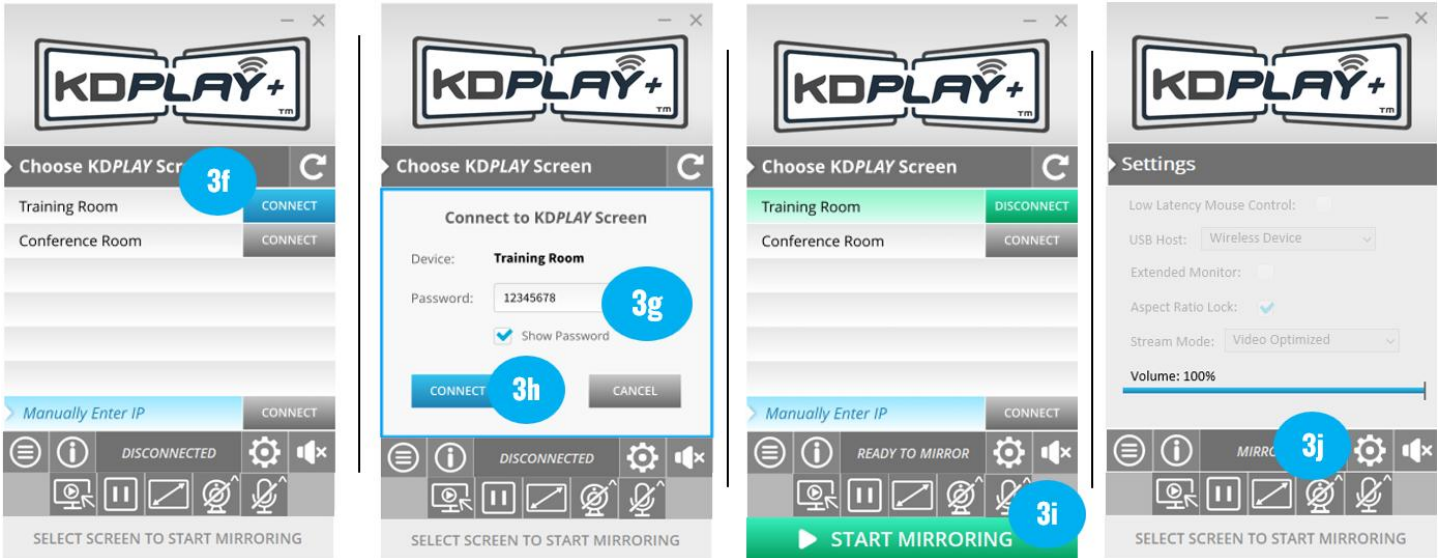 KDPLAY+
TM
Choose KDPLAY Scr
3f
Training Room CONNECT
Conference Room CONNECT
Manually Enter IP CONNECT
DISCONNECTED
SELECT SCREEN TO START MIRRORING
KDPLAY+
TM
Choose KDPLAY Screen
Connect to KDPLAY Screen
Device: Training Room
Password: 12345678
3g
Show Password
CONNECT 3h CANCEL
DISCONNECTED
SELECT SCREEN TO START MIRRORING
KDPLAY+
TM
Choose KDPLAY Screen
Training Room DISCONNECT
Conference Room CONNECT
Manually Enter IP CONNECT
READY TO MIRROR
3i
START MIRRORING
KDPLAY+
TM
Settings
Low Latency Mouse Control:
USB Host: Wireless Device
Extended Monitor:
Aspect Ratio Lock:
Stream Mode: Video Optimized
Volume: 100%
3j
SELECT SCREEN TO START MIRRORING